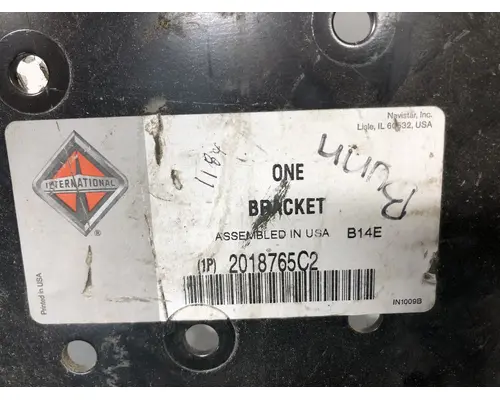 Navistar, Inc.
Lisle, IL 60532, USA
INTERNATIONAL
®
ONE
BRACKET
ASSEMBLED IN USA B14E
(1P) 2018765C2
Printed in USA
IN1009B